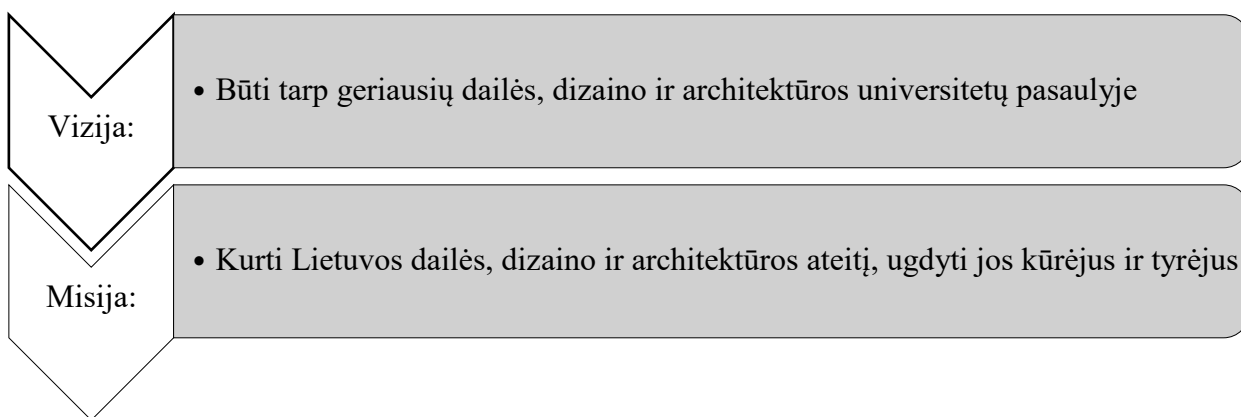 Vizija:
• Būti tarp geriausių dailės, dizaino ir architektūros universitetų pasaulyje
Misija:
• Kurti Lietuvos dailės, dizaino ir architektūros ateitį, ugdyti jos kūrėjus ir tyrėjus